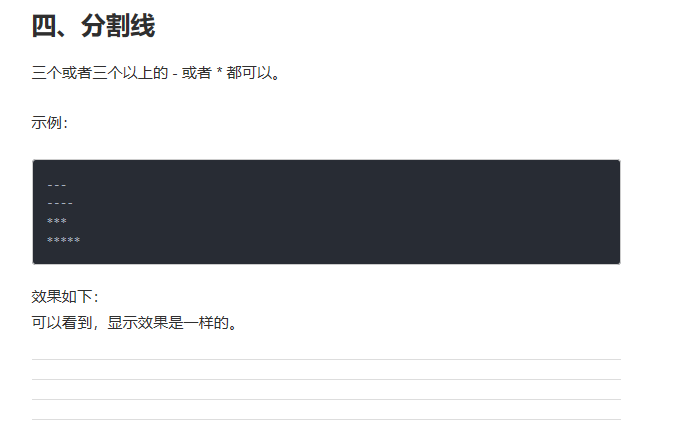 四、分割线
三个或者三个以上的 - 或者 * 都可以。
示例：
---
----
***
*****
效果如下：
可以看到，显示效果是一样的。